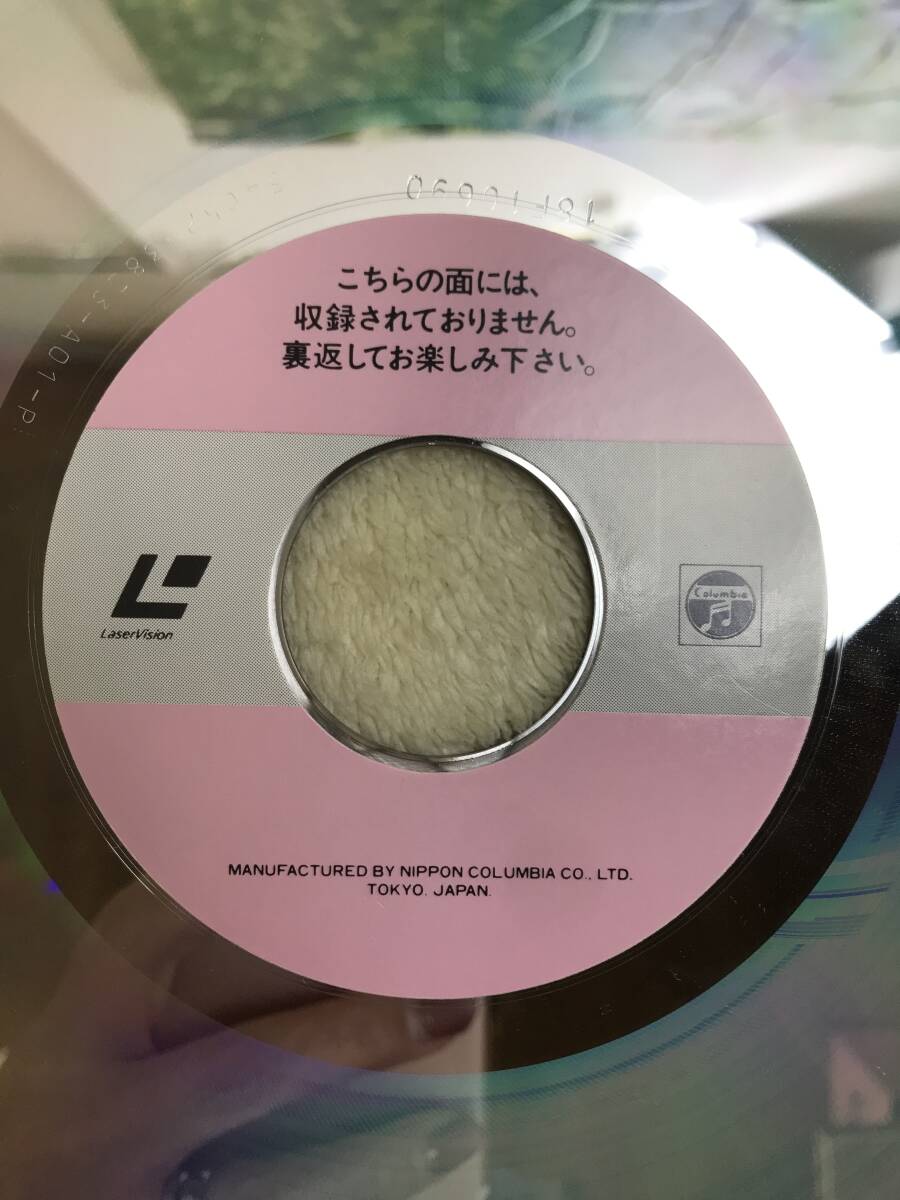 こちらの面には、
収録されておりません。
裏返してお楽しみ下さい。
LaserVision
Columbia
MANUFACTURED BY NIPPON COLUMBIA CO., LTD.
TOKYO. JAPAN.